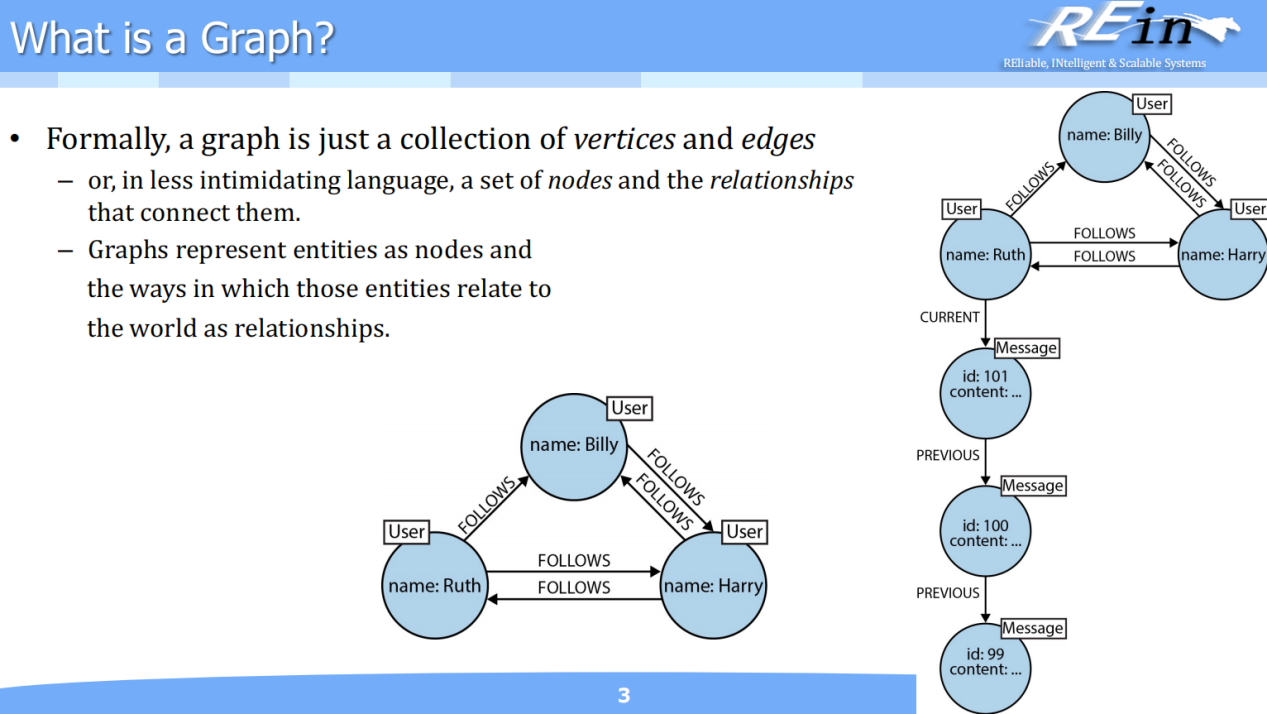 What is a Graph?
REin
REliable, INtelligent & Scalable Systems
• Formally, a graph is just a collection of vertices and edges
– or, in less intimidating language, a set of nodes and the relationships
that connect them.
– Graphs represent entities as nodes and
the ways in which those entities relate to
the world as relationships.
User
name: Billy
FOLLOWS
FOLLOWS
FOLLOWS
User
User
name: Ruth
FOLLOWS
FOLLOWS
name: Harry
User
name: Billy
FOLLOWS
FOLLOWS
FOLLOWS
User
User
name: Ruth
FOLLOWS
FOLLOWS
name: Harry
CURRENT
Message
id: 101
content: ...
PREVIOUS
Message
id: 100
content: ...
PREVIOUS
Message
id: 99
content: ...
3